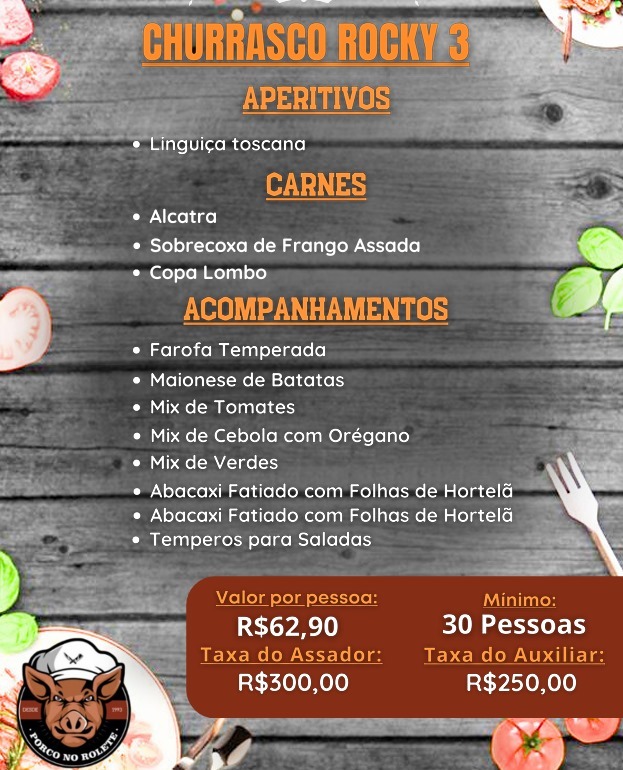 CHURRASCO ROCKY 3
APERITIVOS
• Linguiça toscana
CARNES
• Alcatra
• Sobrecoxa de Frango Assada
• Copa Lombo
ACOMPANHAMENTOS
• Farofa Temperada
• Maionese de Batatas
• Mix de Tomates
• Mix de Cebola com Orégano
• Mix de Verdes
• Abacaxi Fatiado com Folhas de Hortelã
• Abacaxi Fatiado com Folhas de Hortelã
• Temperos para Saladas
Valor por pessoa:
R$62,90
Taxa do Assador:
R$300,00
Mínimo:
30 Pessoas
Taxa do Auxiliar:
R$250,00
DESDE 1993
PORCO NO ROLETE